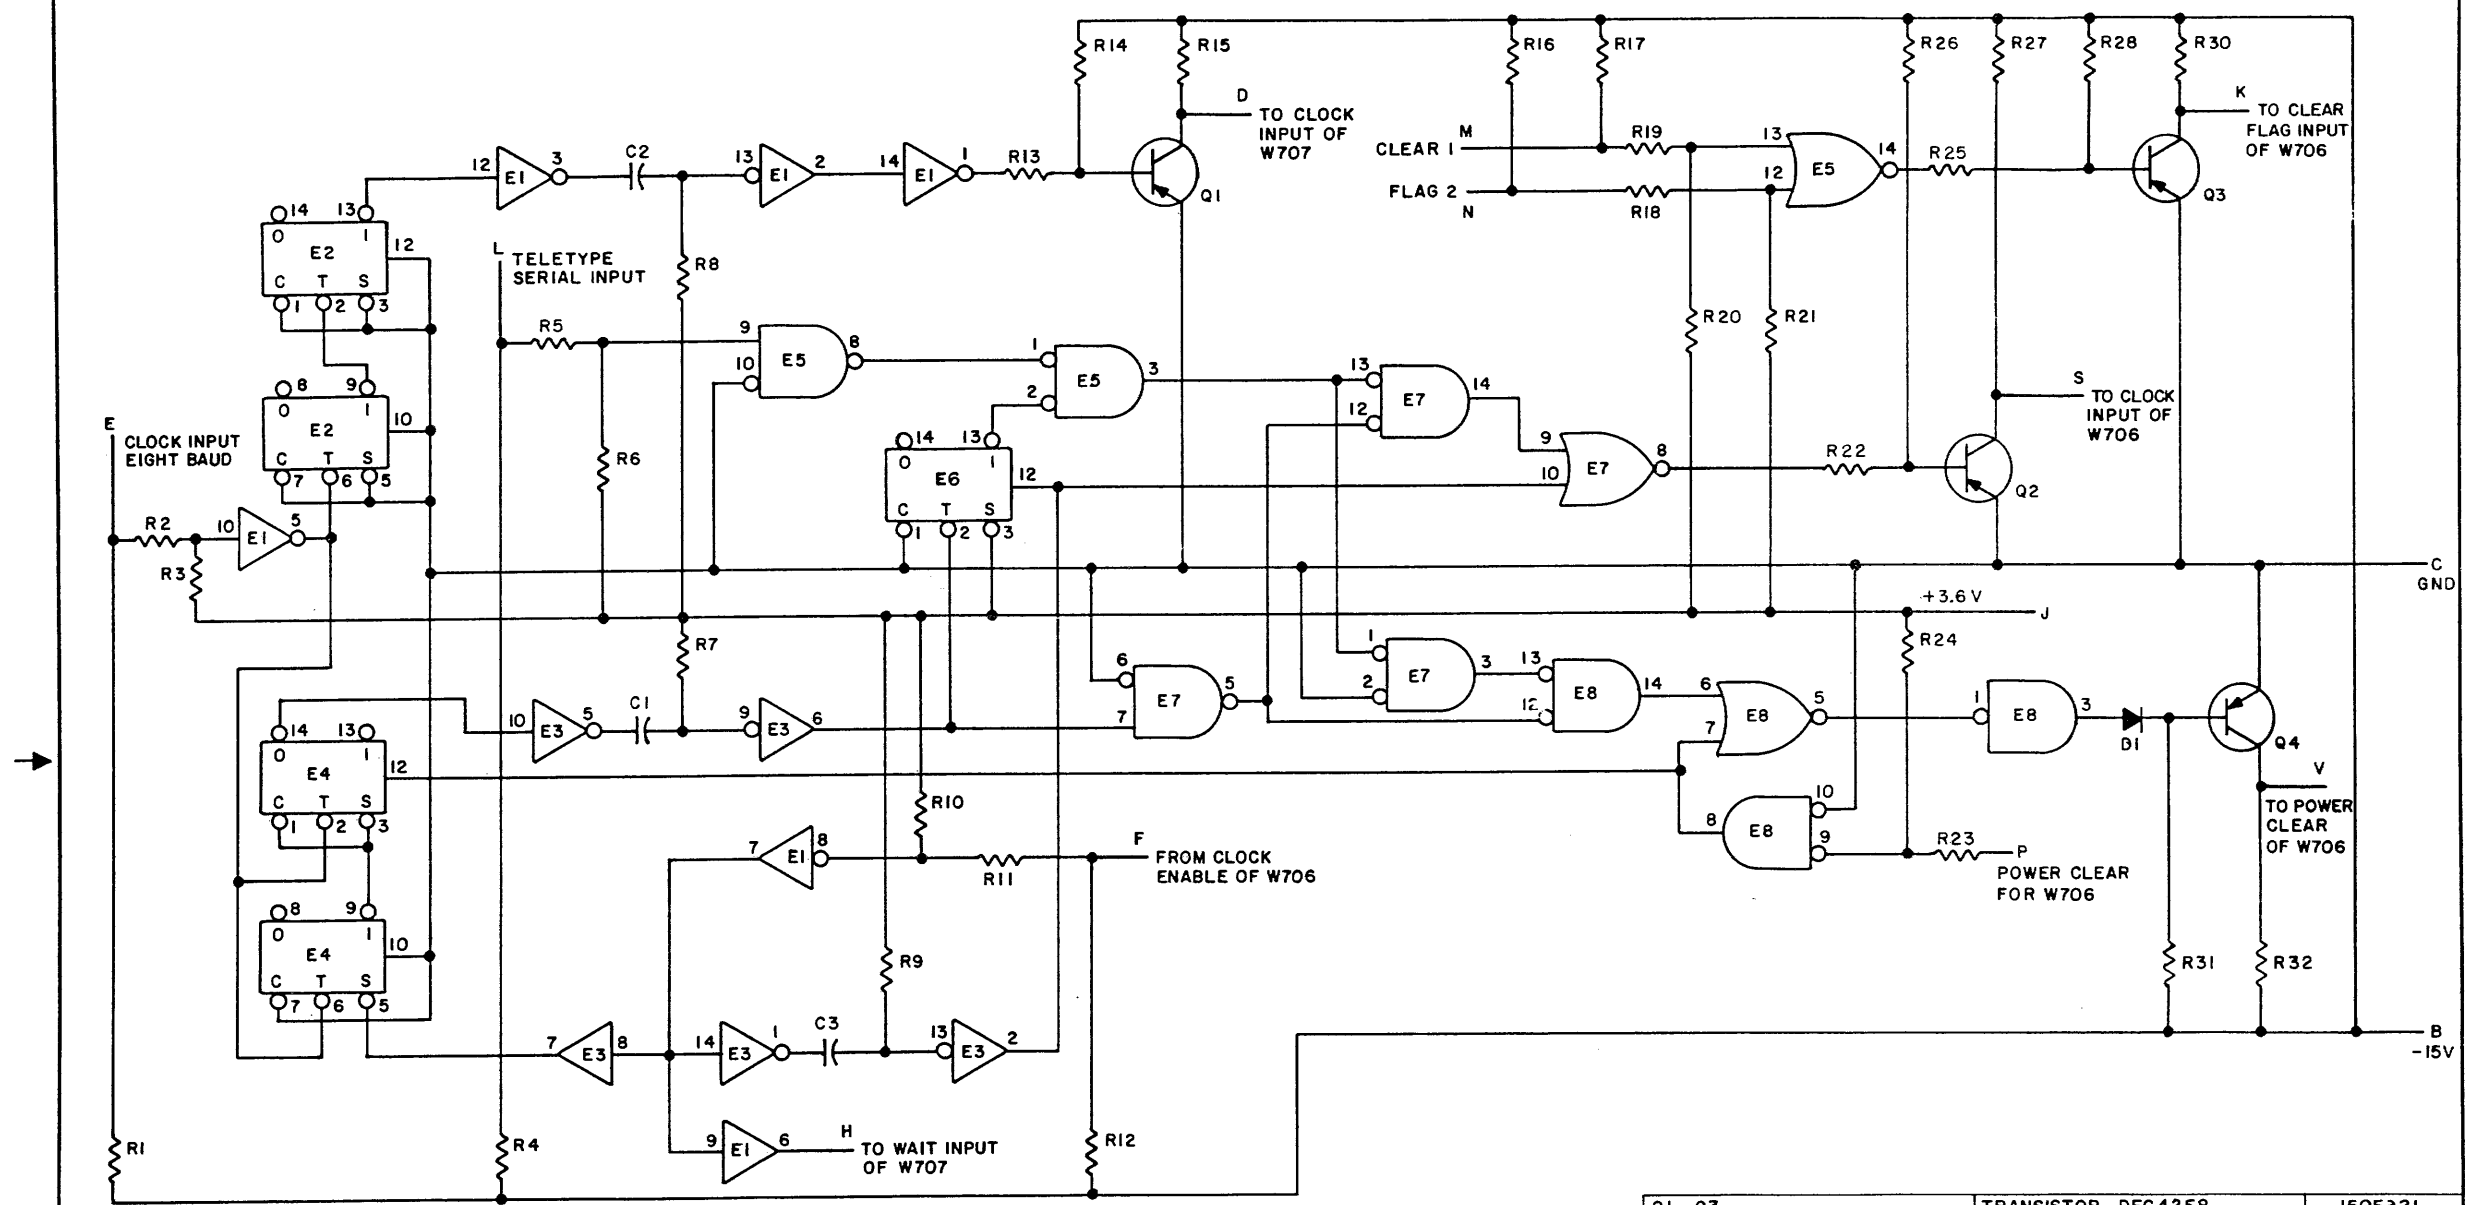 R14
R15
R16
R17
R26
R27
R28
R30
D
TO CLOCK
INPUT OF
W707
K
TO CLEAR
FLAG INPUT
OF W706
M
CLEAR 1
R19
13
14
R25
E5
12
FLAG 2
N
R18
Q3
12
E1
3
C2
13
E1
2
14
E1
1
R13
Q1
14
13
O
1
E2
12
C
T
S
1
2
3
L
TELETYPE
SERIAL INPUT
R8
R20
R21
R5
9
10
E5
8
1
2
E5
3
13
12
E7
14
S
TO CLOCK
INPUT OF
W706
8
9
O
1
E2
10
C
T
S
7
6
5
E
CLOCK INPUT
EIGHT BAUD
R6
14
13
O
1
E6
12
C
T
S
1
2
3
9
10
E7
8
R22
Q2
R2
10
E1
5
R3
C
GND
+3.6V
J
R7
R24
6
7
E7
5
1
2
E7
3
13
12
E8
14
6
7
E8
5
1
E8
3
D1
Q4
V
TO POWER
CLEAR
OF W706
10
E3
5
C1
9
E3
6
14
13
O
1
E4
12
C
T
S
1
2
3
R10
8
E8
10
9
R23
P
POWER CLEAR
FOR W706
7
E1
8
R11
F
FROM CLOCK
ENABLE OF W706
8
9
O
1
E4
10
C
T
S
7
6
5
R9
R31
R32
7
E3
8
14
E3
1
C3
13
E3
2
B
-15V
R1
R4
9
E1
6
H
TO WAIT INPUT
OF W707
R12
TRANSISTOR DEC4258